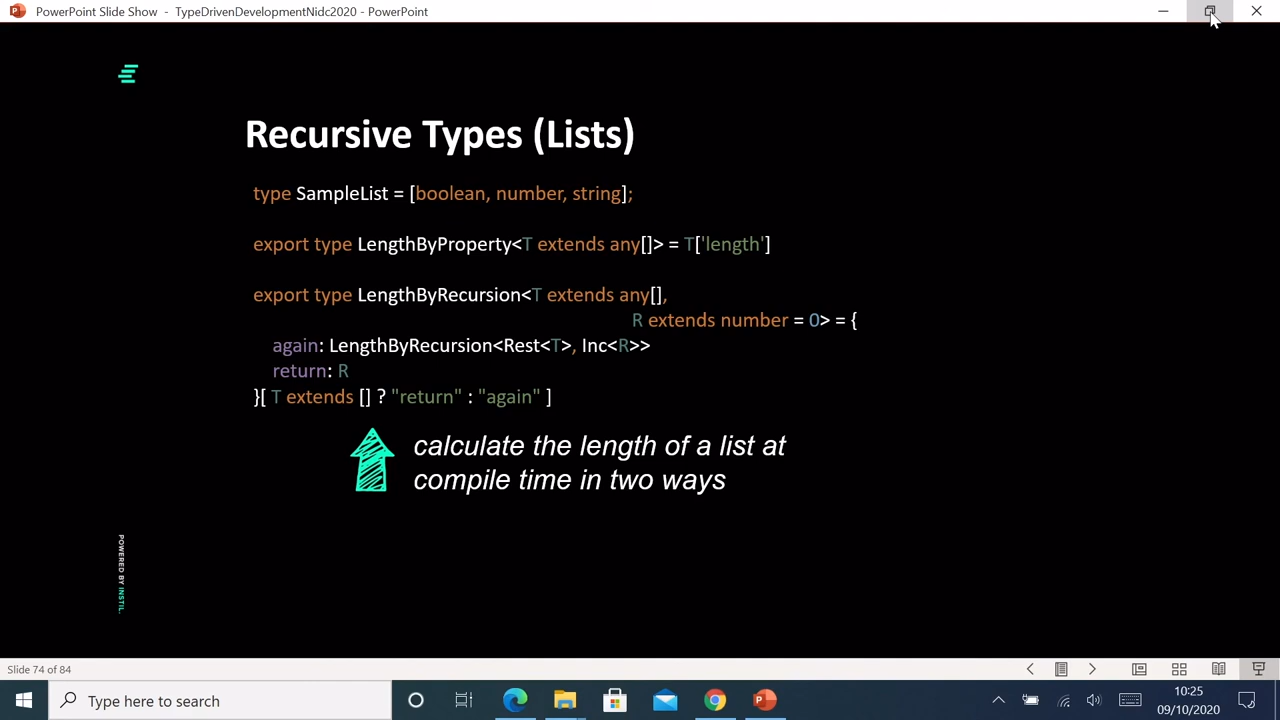 PowerPoint Slide Show - TypeDrivenDevelopmentNidc2020 - PowerPoint
Recursive Types (Lists)
type SampleList = [boolean, number, string];
export type LengthByProperty<T extends any[]> = T['length']
export type LengthByRecursion<T extends any[],
R extends number = 0> = {
again: LengthByRecursion<Rest<T>, Inc<R>>
return: R
}[ T extends [] ? "return" : "again" ]
calculate the length of a list at
compile time in two ways
POWERED BY INSTIL.
Slide 74 of 84
Type here to search
10:25
09/10/2020